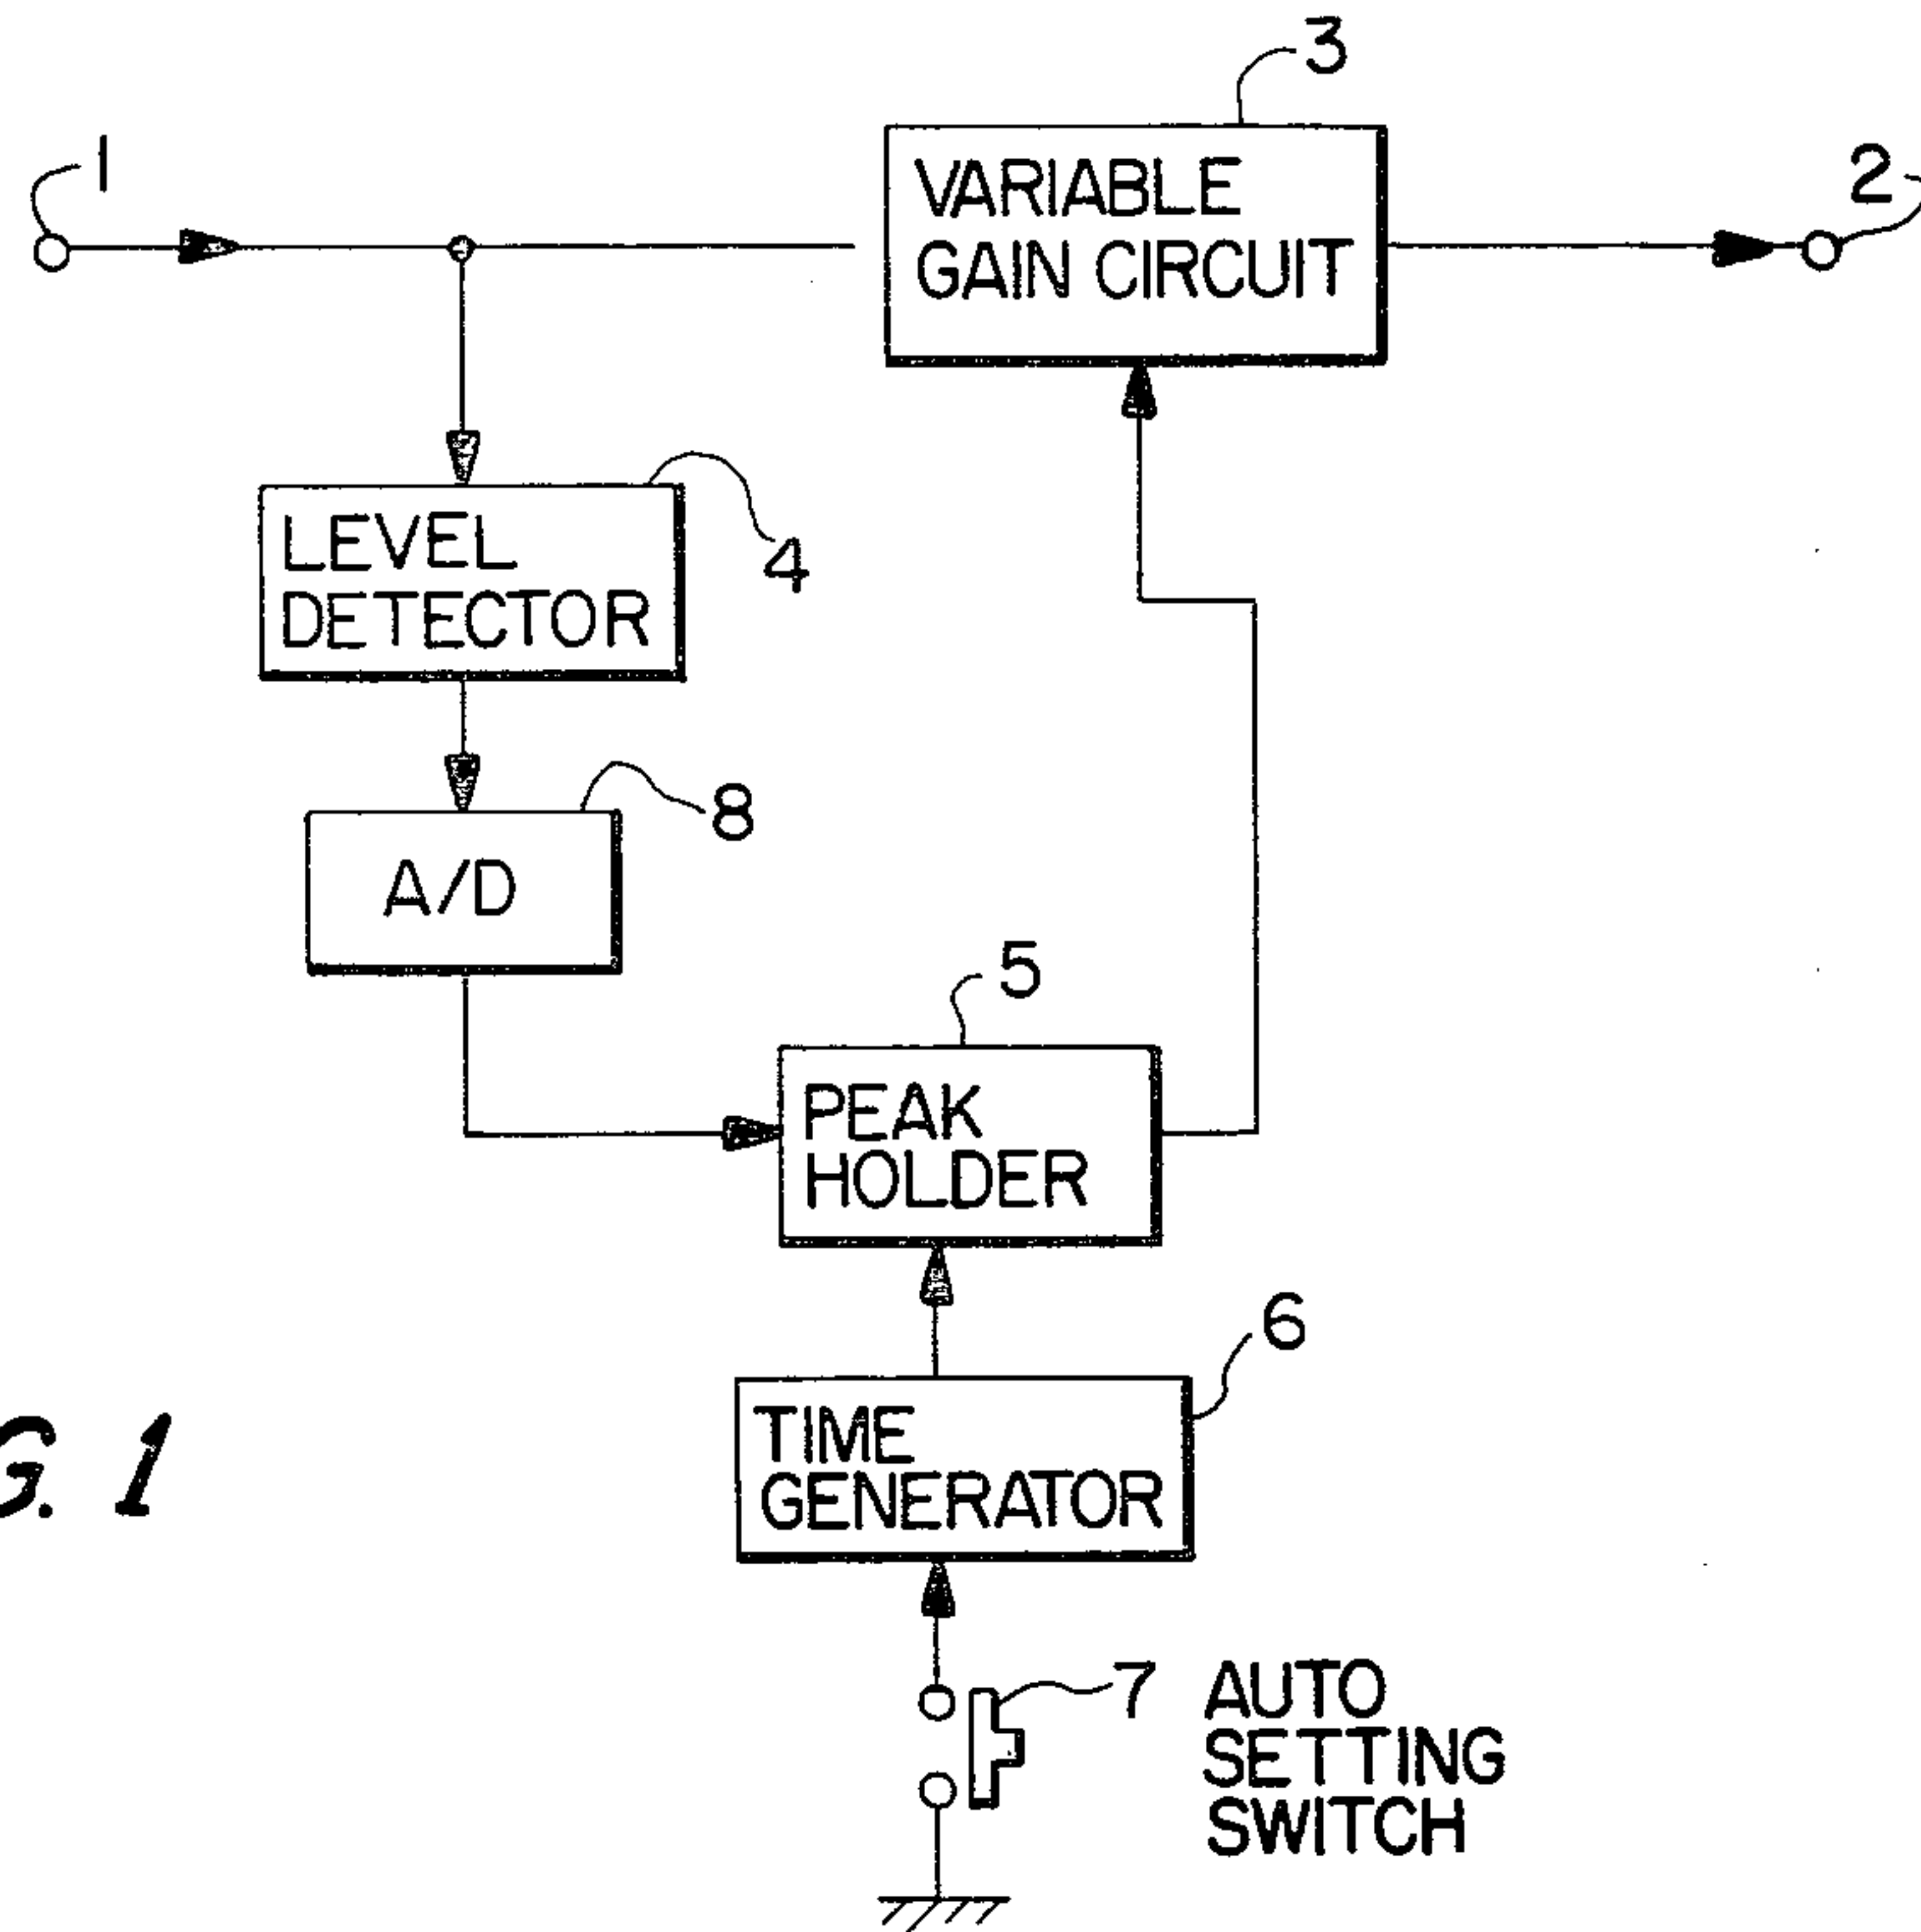 3
1
VARIABLE
GAIN CIRCUIT
2
LEVEL
DETECTOR
4
8
A/D
5
PEAK
HOLDER
6
TIME
GENERATOR
G. 1
7
AUTO
SETTING
SWITCH